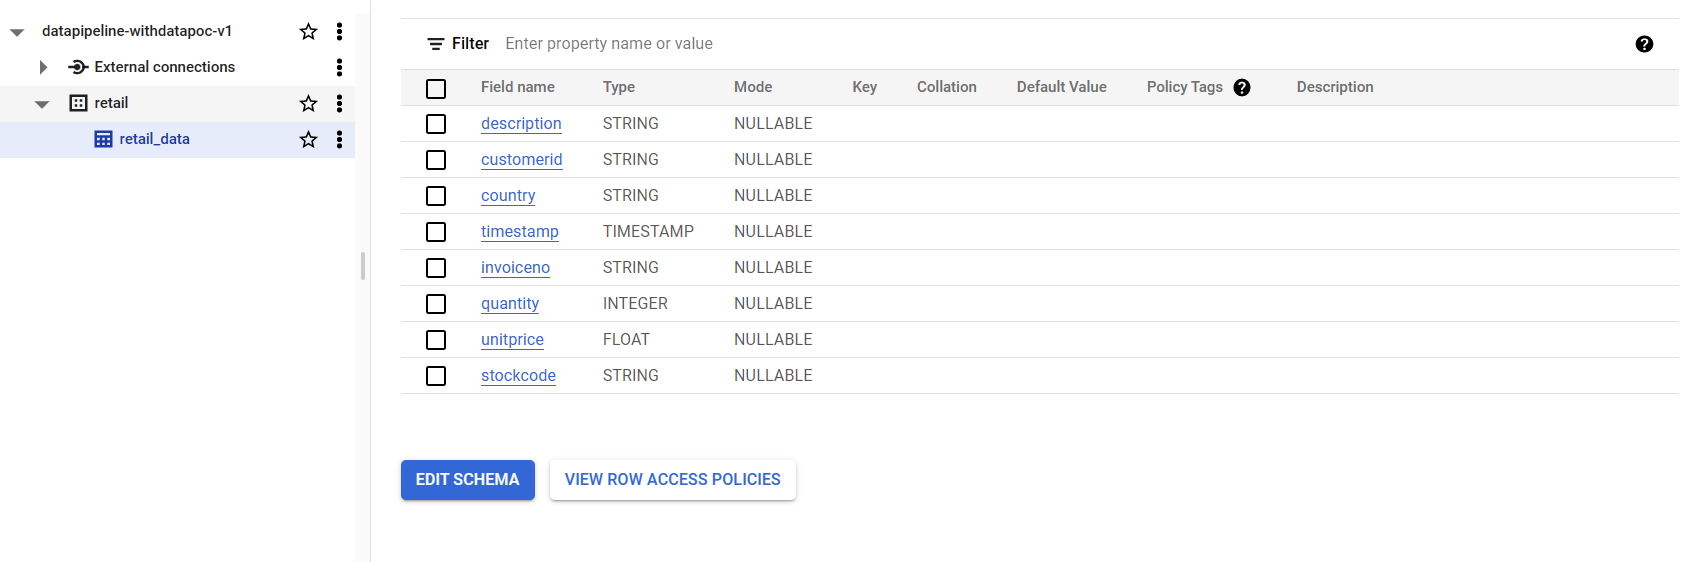 datapipeline-withdatapoc-v1
External connections
retail
retail_data
Filter Enter property name or value
Field name Type Mode Key Collation Default Value Policy Tags Description
description STRING NULLABLE
customerid STRING NULLABLE
country STRING NULLABLE
timestamp TIMESTAMP NULLABLE
invoiceno STRING NULLABLE
quantity INTEGER NULLABLE
unitprice FLOAT NULLABLE
stockcode STRING NULLABLE
EDIT SCHEMA VIEW ROW ACCESS POLICIES